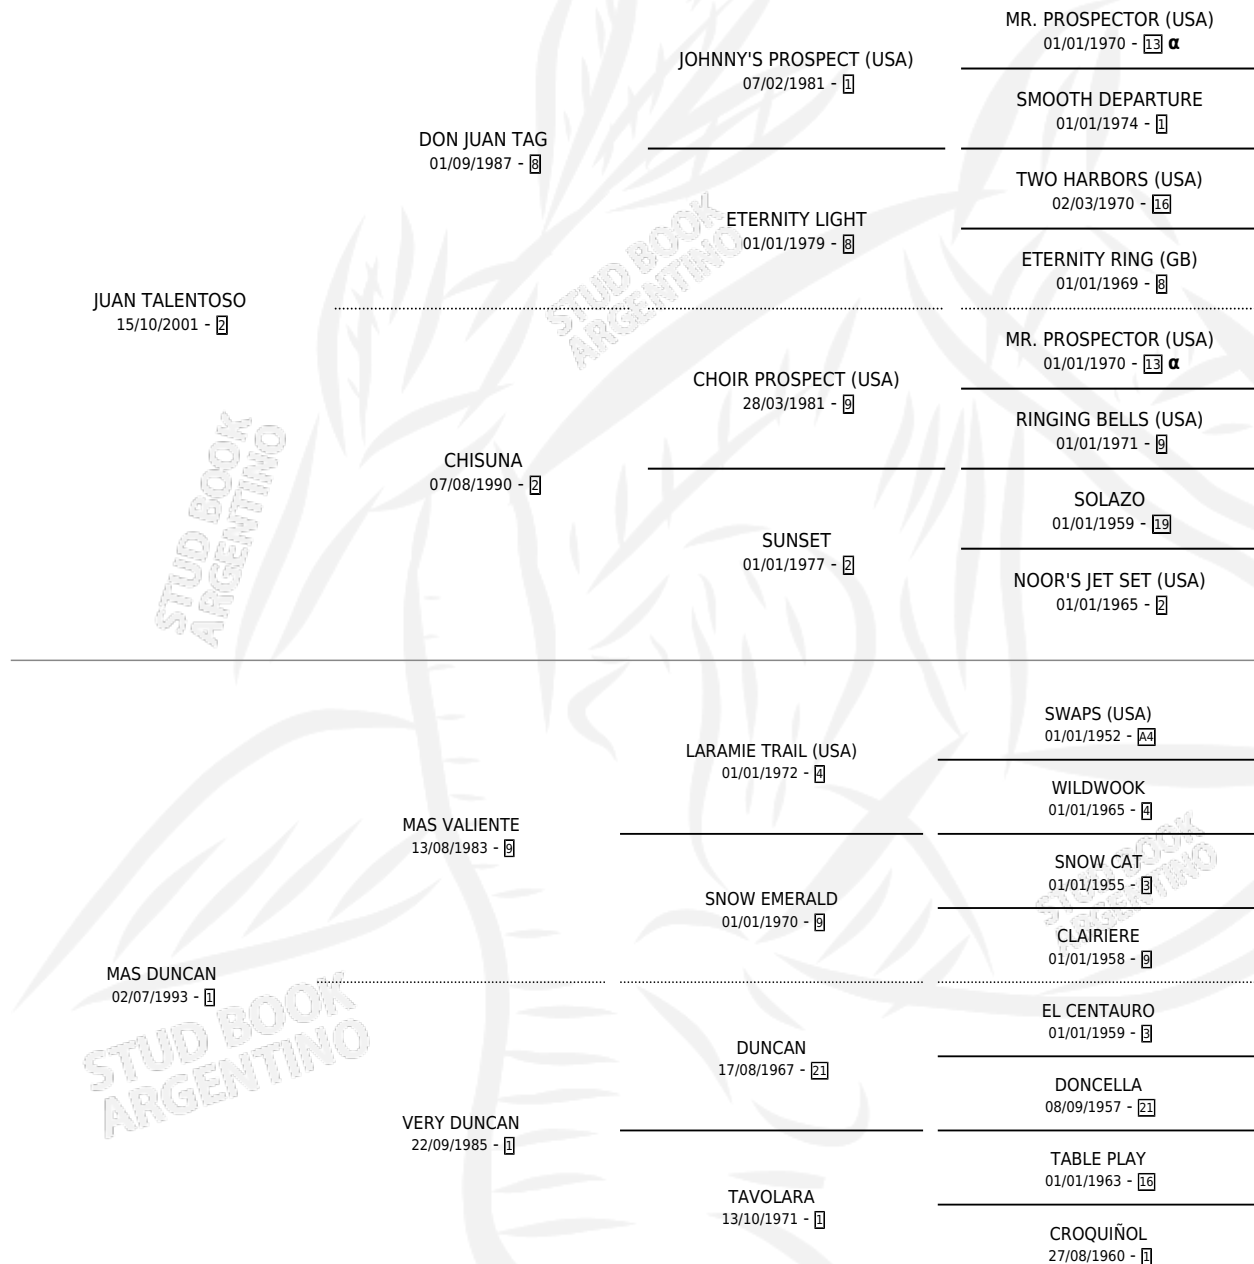 MR. PROSPECTOR (USA)
01/01/1970 - 13 α
JOHNNY'S PROSPECT (USA)
07/02/1981 - 1
SMOOTH DEPARTURE
01/01/1974 - 1
DON JUAN TAG
01/09/1987 - 8
TWO HARBORS (USA)
02/03/1970 - 16
ETERNITY LIGHT
01/01/1979 - 8
ETERNITY RING (GB)
01/01/1969 - 8
JUAN TALENTOSO
15/10/2001 - 2
MR. PROSPECTOR (USA)
01/01/1970 - 13 α
CHOIR PROSPECT (USA)
28/03/1981 - 9
RINGING BELLS (USA)
01/01/1971 - 9
CHISUNA
07/08/1990 - 2
SOLAZO
01/01/1959 - 19
SUNSET
01/01/1977 - 2
NOOR'S JET SET (USA)
01/01/1965 - 2
SWAPS (USA)
01/01/1952 - A4
LARAMIE TRAIL (USA)
01/01/1972 - 4
WILDWOOK
01/01/1965 - 4
MAS VALIENTE
13/08/1983 - 9
SNOW CAT
01/01/1955 - 3
SNOW EMERALD
01/01/1970 - 9
CLAIRIERE
01/01/1958 - 9
MAS DUNCAN
02/07/1993 - 1
EL CENTAURO
01/01/1959 - 3
DUNCAN
17/08/1967 - 21
DONCELLA
08/09/1957 - 21
VERY DUNCAN
22/09/1985 - 1
TABLE PLAY
01/01/1963 - 16
TAVOLARA
13/10/1971 - 1
CROQUIÑOL
27/08/1960 - 1
STUD BOOK
ARGENTINO
STUD BOOK
ARGENTINO
STUD BOOK
ARGENTINO
STUD BOOK
ARGENTINO